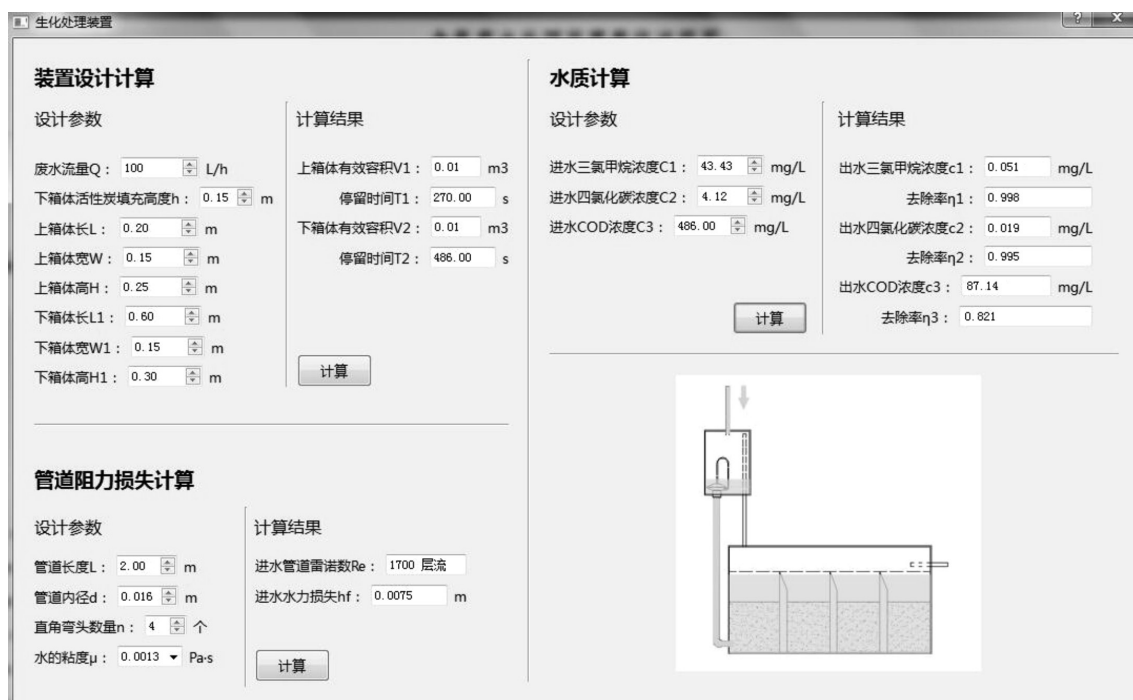 生化处理装置
装置设计计算
设计参数
废水流量Q： 100 L/h
下箱体活性炭填充高度h： 0.15 m
上箱体长L： 0.20 m
上箱体宽W： 0.15 m
上箱体高H： 0.25 m
下箱体长L1： 0.60 m
下箱体宽W1： 0.15 m
下箱体高H1： 0.30 m
计算结果
上箱体有效容积V1： 0.01 m3
停留时间T1： 270.00 s
下箱体有效容积V2： 0.01 m3
停留时间T2： 486.00 s
计算
管道阻力损失计算
设计参数
管道长度L： 2.00 m
管道内径d： 0.016 m
直角弯头数量n： 4 个
水的粘度μ： 0.0013 Pa·s
计算结果
进水管道雷诺数Re： 1700 层流
进水水力损失hf： 0.0075 m
计算
水质计算
设计参数
进水三氯甲烷浓度C1： 43.43 mg/L
进水四氯化碳浓度C2： 4.12 mg/L
进水COD浓度C3： 486.00 mg/L
计算
计算结果
出水三氯甲烷浓度c1： 0.051 mg/L
去除率η1： 0.998
出水四氯化碳浓度c2： 0.019 mg/L
去除率η2： 0.995
出水COD浓度c3： 87.14 mg/L
去除率η3： 0.821